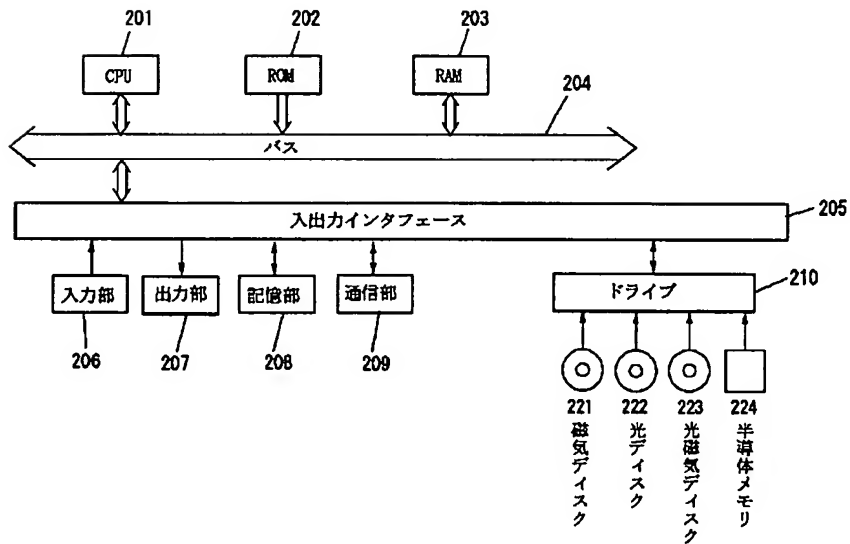 201
202
203
CPU
ROM
RAM
204
バス
入出力インタフェース
205
入力部
出力部
記憶部
通信部
ドライブ
210
206
207
208
209
221
222
223
224
磁気ディスク
光ディスク
光磁気ディスク
半導体メモリ